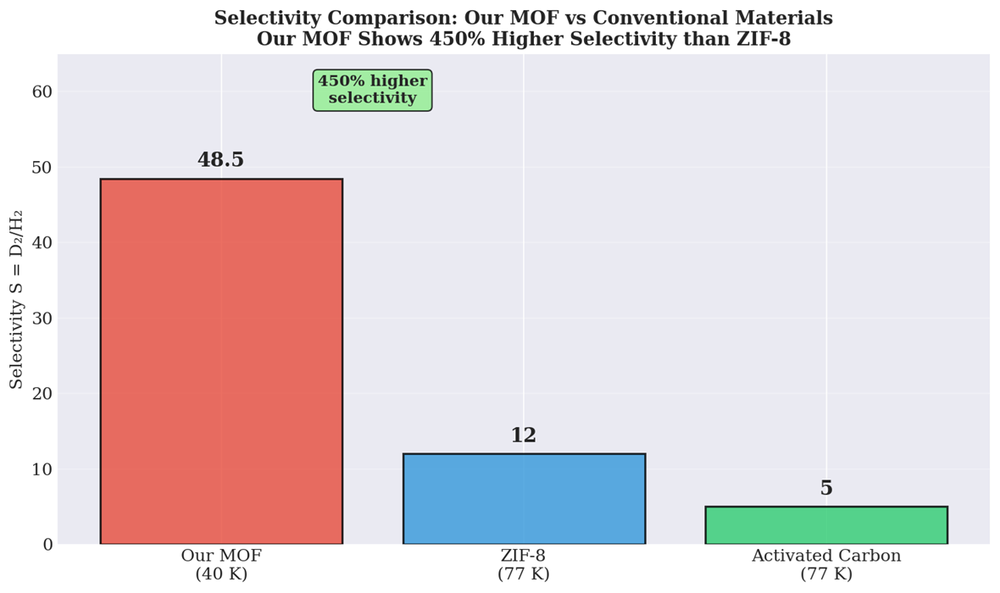 Selectivity Comparison: Our MOF vs Conventional Materials
Our MOF Shows 450% Higher Selectivity than ZIF-8
450% higher
selectivity
Selectivity S = D₂/H₂
60
50
40
30
20
10
0
48.5
12
5
Our MOF
(40 K)
ZIF-8
(77 K)
Activated Carbon
(77 K)